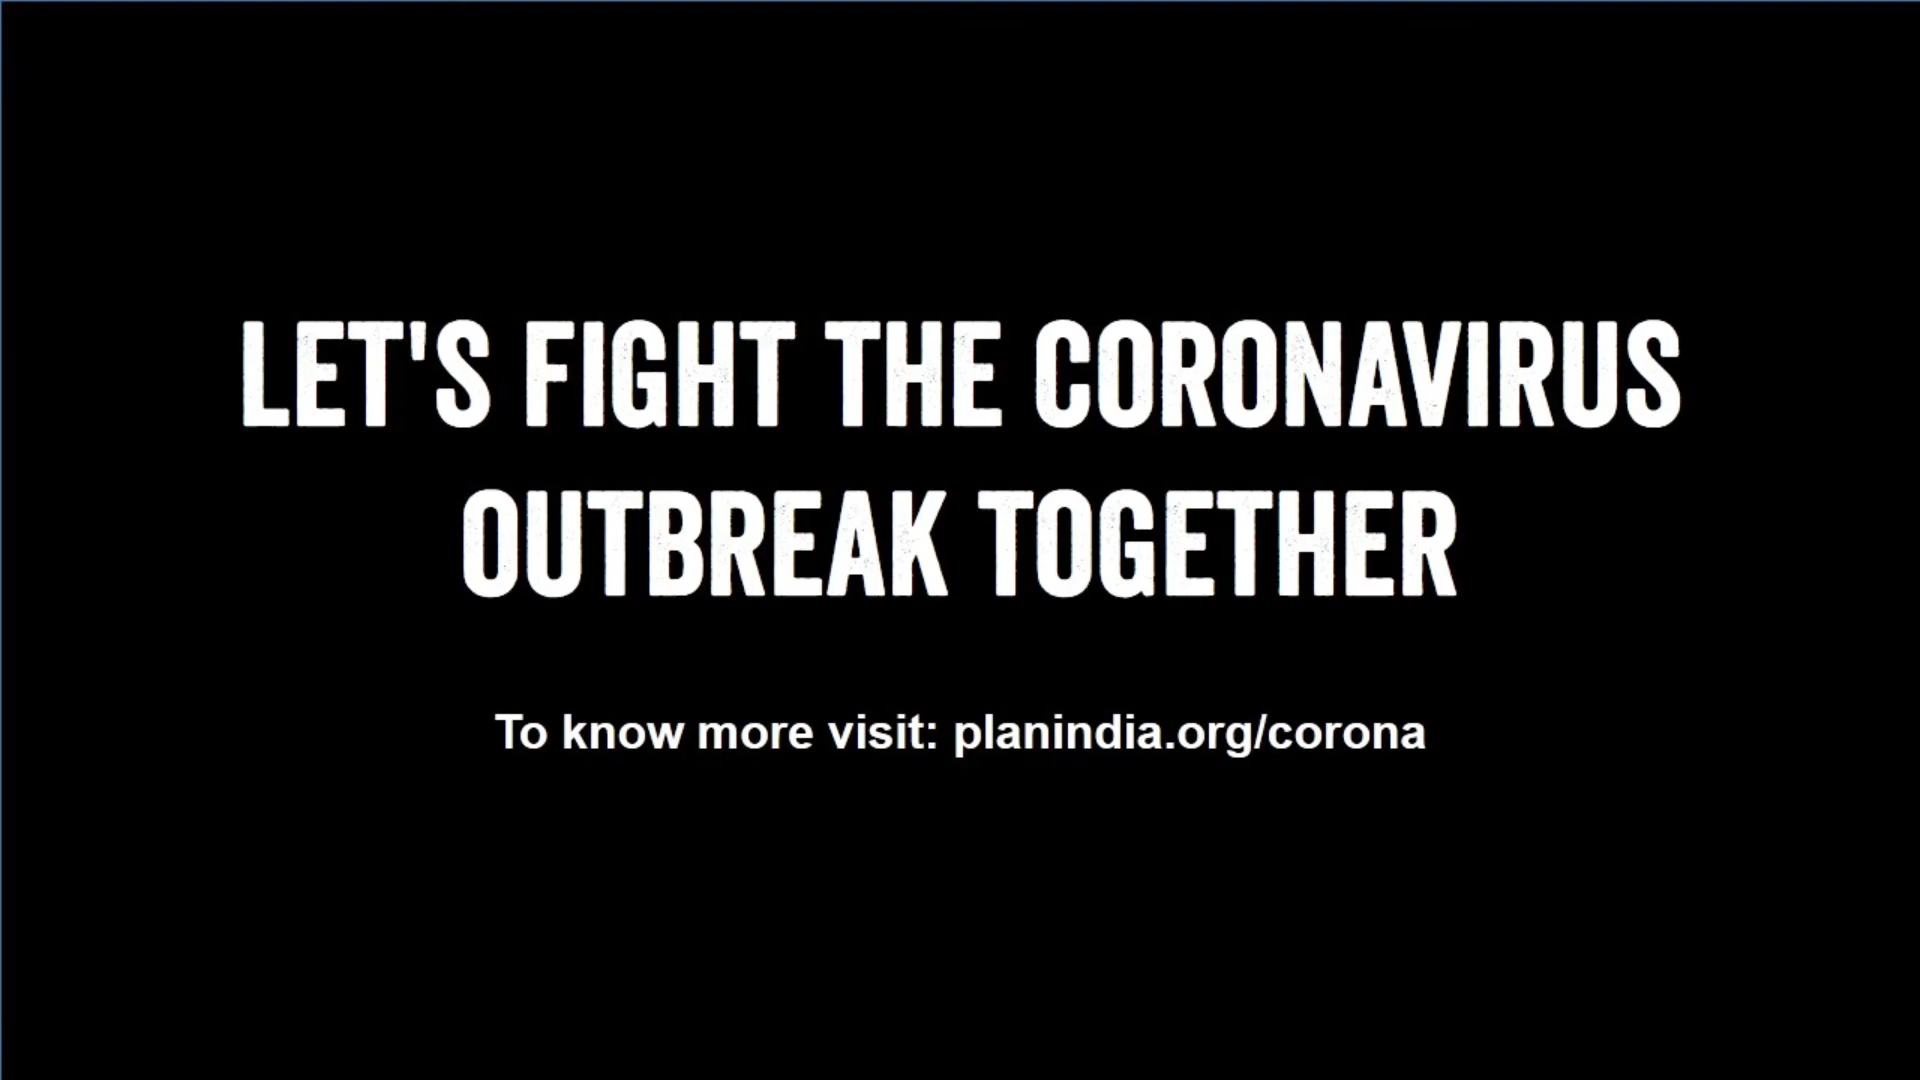 LET'S FIGHT THE CORONAVIRUS
OUTBREAK TOGETHER
To know more visit: planindia.org/corona